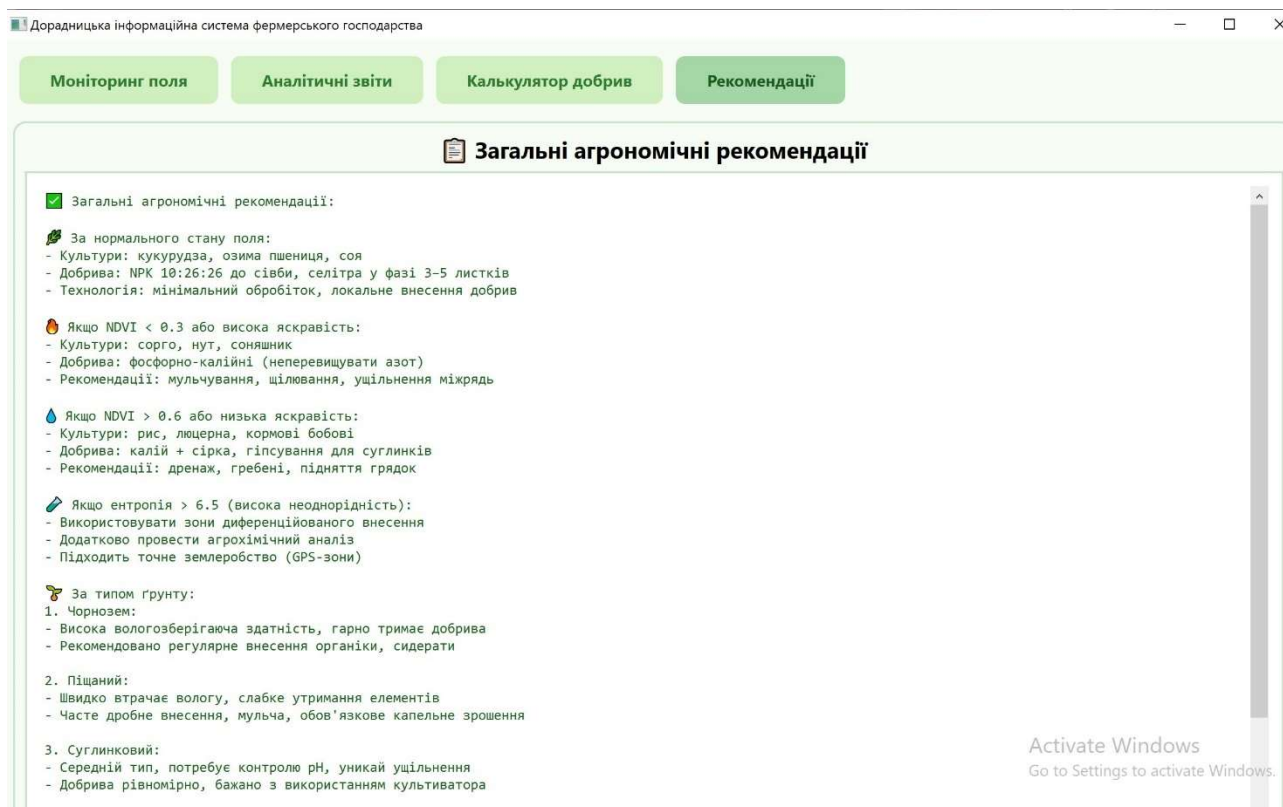 Дорадницька інформаційна система фермерського господарства
Моніторинг поля
Аналітичні звіти
Калькулятор добрив
Рекомендації
Загальні агрономічні рекомендації
Загальні агрономічні рекомендації:
За нормального стану поля:
- Культури: кукурудза, озима пшениця, соя
- Добрива: NPK 10:26:26 до сівби, селітра у фазі 3–5 листків
- Технологія: мінімальний обробіток, локальне внесення добрив
Якщо NDVI < 0.3 або висока яскравість:
- Культури: сорго, нут, соняшник
- Добрива: фосфорно-калійні (неперевищувати азот)
- Рекомендації: мульчування, щілювання, ущільнення міжрядь
Якщо NDVI > 0.6 або низька яскравість:
- Культури: рис, люцерна, кормові бобові
- Добрива: калій + сірка, гіпсування для суглинків
- Рекомендації: дренаж, гребені, підняття грядок
Якщо ентропія > 6.5 (висока неоднорідність):
- Використовувати зони диференційованого внесення
- Додатково провести агрохімічний аналіз
- Підходить точне землеробство (GPS-зони)
За типом ґрунту:
1. Чорнозем:
- Висока вологозберігаюча здатність, гарно тримає добрива
- Рекомендовано регулярне внесення органіки, сидерати
2. Піщаний:
- Швидко втрачає вологу, слабке утримання елементів
- Часте дробне внесення, мульча, обов'язкове капельне зрошення
3. Суглинковий:
- Середній тип, потребує контролю pH, уникай ущільнення
- Добрива рівномірно, бажано з використанням культиватора
Activate Windows
Go to Settings to activate Windows.